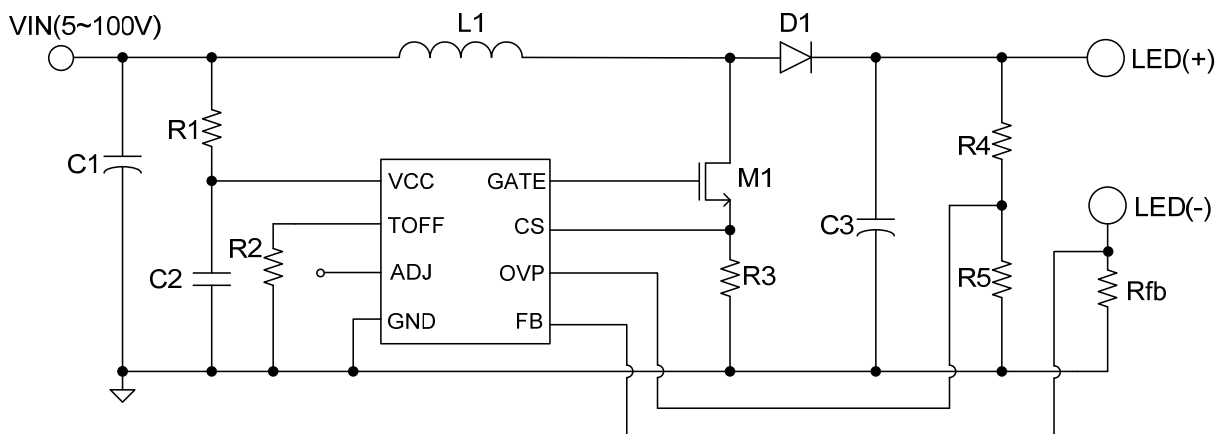 VIN(5~100V)
L1
D1
LED(+)
R1
R4
C1
VCC
GATE
M1
LED(-)
TOFF
CS
C3
R2
C2
ADJ
OVP
R3
R5
Rfb
GND
FB